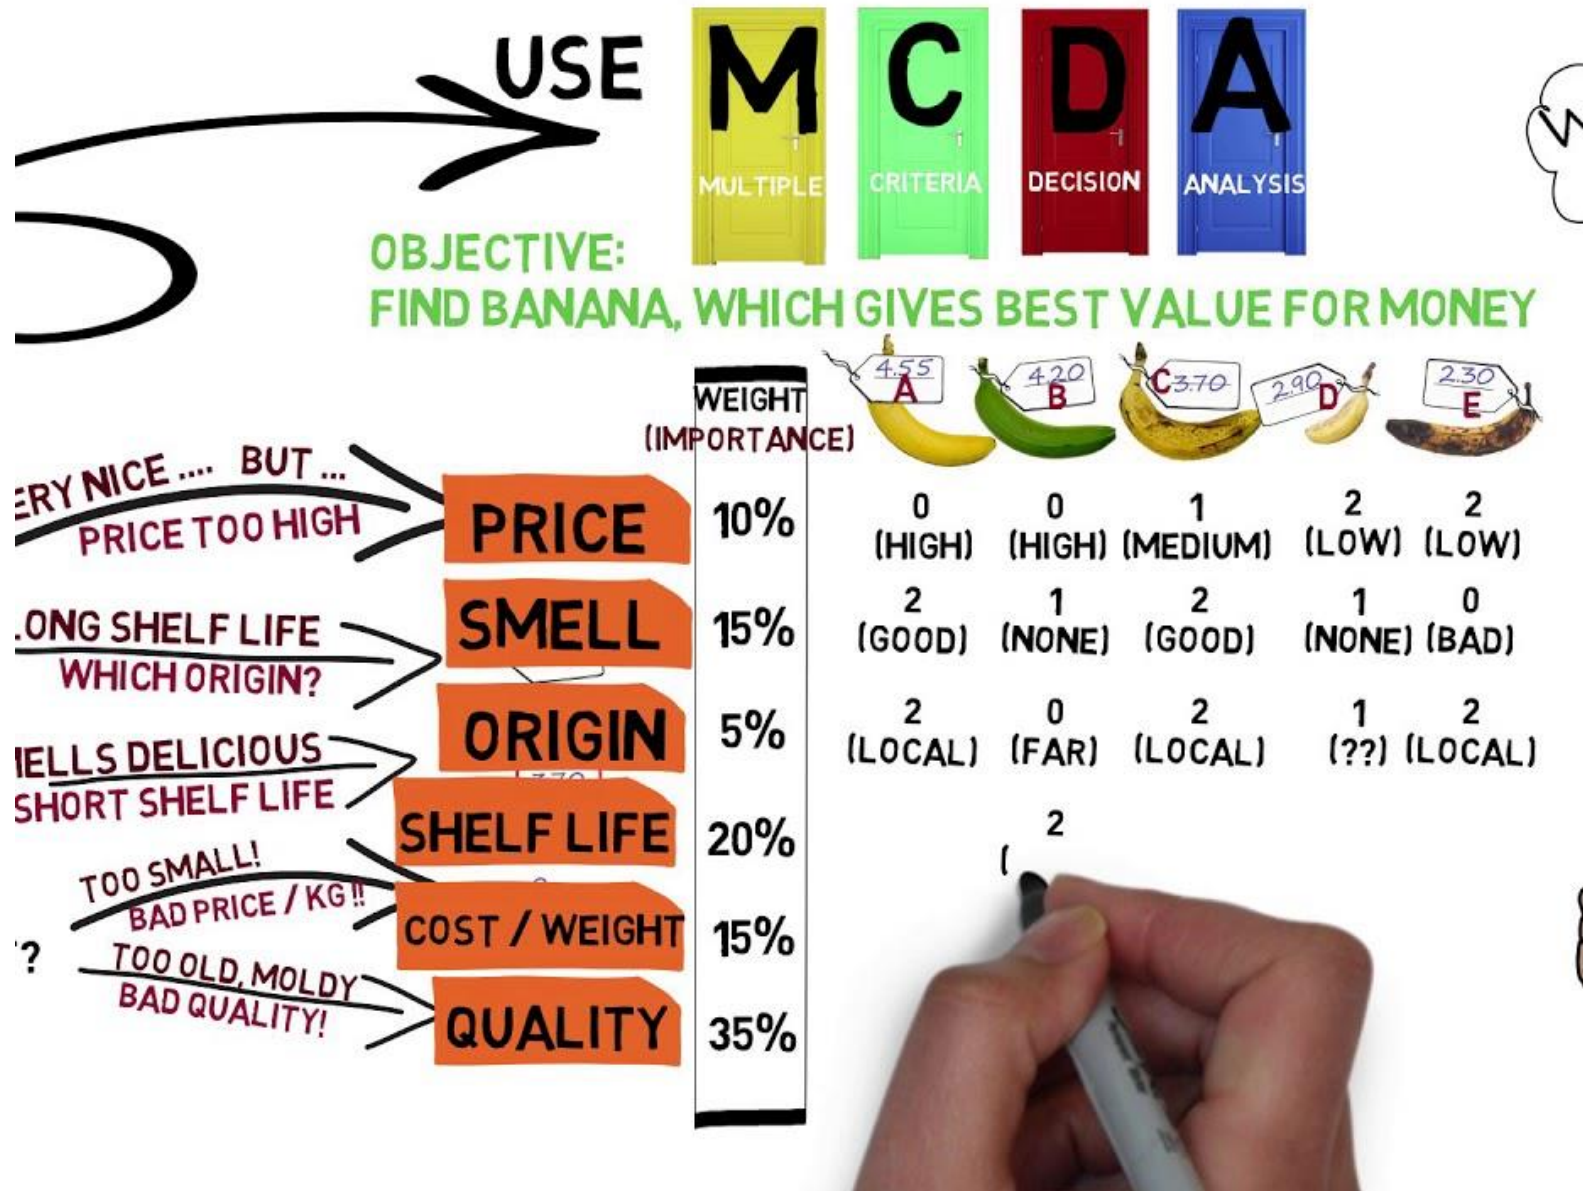 USE
M C D A
MULTIPLE CRITERIA DECISION ANALYSIS
OBJECTIVE:
FIND BANANA, WHICH GIVES BEST VALUE FOR MONEY
4.55 4.20 3.70 2.90 2.30
A B C D E
WEIGHT
(IMPORTANCE)
NICE .... BUT ...
PRICE TOO HIGH
PRICE 10% 0 0 1 2 2
(HIGH) (HIGH) (MEDIUM) (LOW) (LOW)
SHELF LIFE
WHICH ORIGIN?
SMELL 15% 2 1 2 1 0
(GOOD) (NONE) (GOOD) (NONE) (BAD)
DELICIOUS
SHORT SHELF LIFE
ORIGIN 5% 2 0 2 1 2
(LOCAL) (FAR) (LOCAL) (??) (LOCAL)
TOO SMALL!
BAD PRICE / KG!!
SHELF LIFE 20% 2
(
COST / WEIGHT 15%
?
TOO OLD, MOLDY
BAD QUALITY!
QUALITY 35%